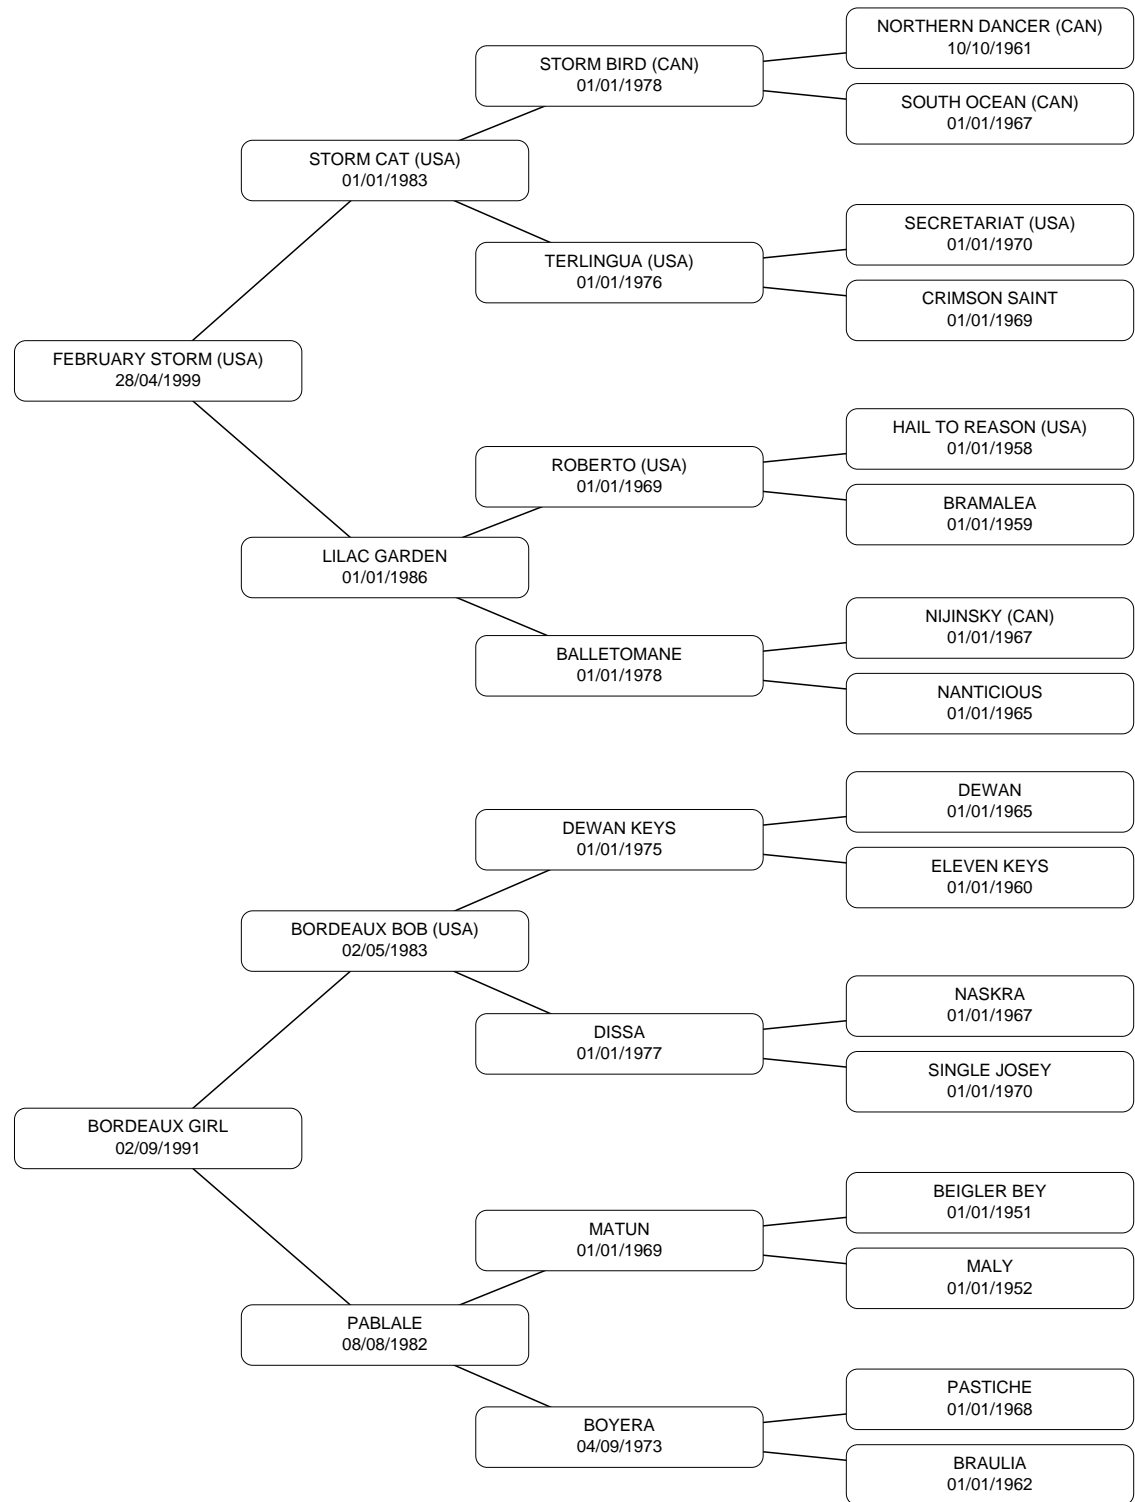 NORTHERN DANCER (CAN)
10/10/1961
STORM BIRD (CAN)
01/01/1978
SOUTH OCEAN (CAN)
01/01/1967
STORM CAT (USA)
01/01/1983
SECRETARIAT (USA)
01/01/1970
TERLINGUA (USA)
01/01/1976
CRIMSON SAINT
01/01/1969
FEBRUARY STORM (USA)
28/04/1999
HAIL TO REASON (USA)
01/01/1958
ROBERTO (USA)
01/01/1969
BRAMALEA
01/01/1959
LILAC GARDEN
01/01/1986
NIJINSKY (CAN)
01/01/1967
BALLETOMANE
01/01/1978
NANTICIOUS
01/01/1965
DEWAN
01/01/1965
DEWAN KEYS
01/01/1975
ELEVEN KEYS
01/01/1960
BORDEAUX BOB (USA)
02/05/1983
NASKRA
01/01/1967
DISSA
01/01/1977
SINGLE JOSEY
01/01/1970
BORDEAUX GIRL
02/09/1991
BEIGLER BEY
01/01/1951
MATUN
01/01/1969
MALY
01/01/1952
PABLALE
08/08/1982
PASTICHE
01/01/1968
BOYERA
04/09/1973
BRAULIA
01/01/1962